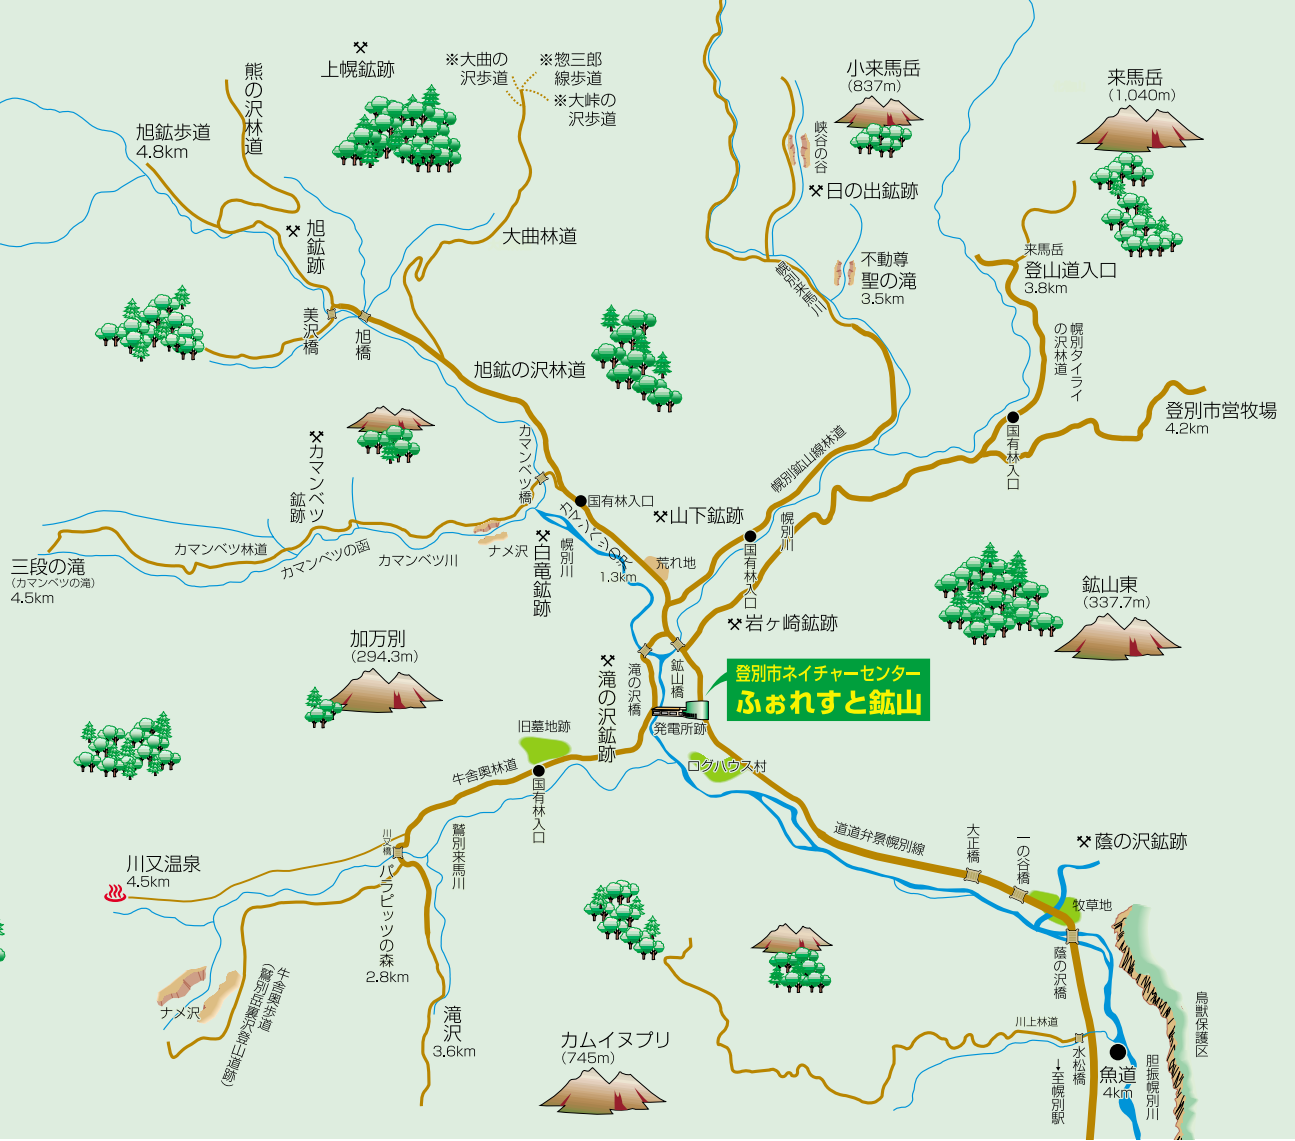 上幌鉱跡
※大曲の
沢歩道
※惣三郎
線歩道
※大峠の
沢歩道
熊の沢林道
旭鉱歩道
4.8km
旭鉱跡
大曲林道
美沢橋
旭橋
旭鉱の沢林道
小来馬岳
(837m)
峡谷の谷
日の出鉱跡
不動尊
聖の滝
3.5km
幌別来馬川
来馬岳
(1,040m)
来馬岳
登山道入口
3.8km
幌別タイライ
の沢林道
登別市営牧場
4.2km
国有林入口
幌別鉱山線林道
カマンベツ
鉱跡
カマンベツ橋
国有林入口
カマンベツの沢
1.3km
山下鉱跡
幌別川
国有林入口
荒れ地
岩ヶ崎鉱跡
三段の滝
(カマンベツの滝)
4.5km
カマンベツ林道
カマンベツの函
カマンベツ川
ナメ沢
白竜鉱跡
幌別川
鉱山東
(337.7m)
加万別
(294.3m)
滝の沢鉱跡
滝の沢橋
鉱山橋
登別市ネイチャーセンター
ふぉれすと鉱山
発電所跡
旧墓地跡
ログハウス村
牛舎奥林道
国有林入口
川又橋
鷲別来馬川
川又温泉
4.5km
パラピッツの森
2.8km
道道弁景幌別線
大正橋
一の谷橋
蔭の沢鉱跡
牧草地
蔭の沢橋
ナメ沢
牛舎奥歩道
(鷲別岳裏沢登山道跡)
滝沢
3.6km
カムイヌプリ
(745m)
川上林道
水松橋
↓至幌別駅
魚道
4km
胆振幌別川
鳥獣保護区